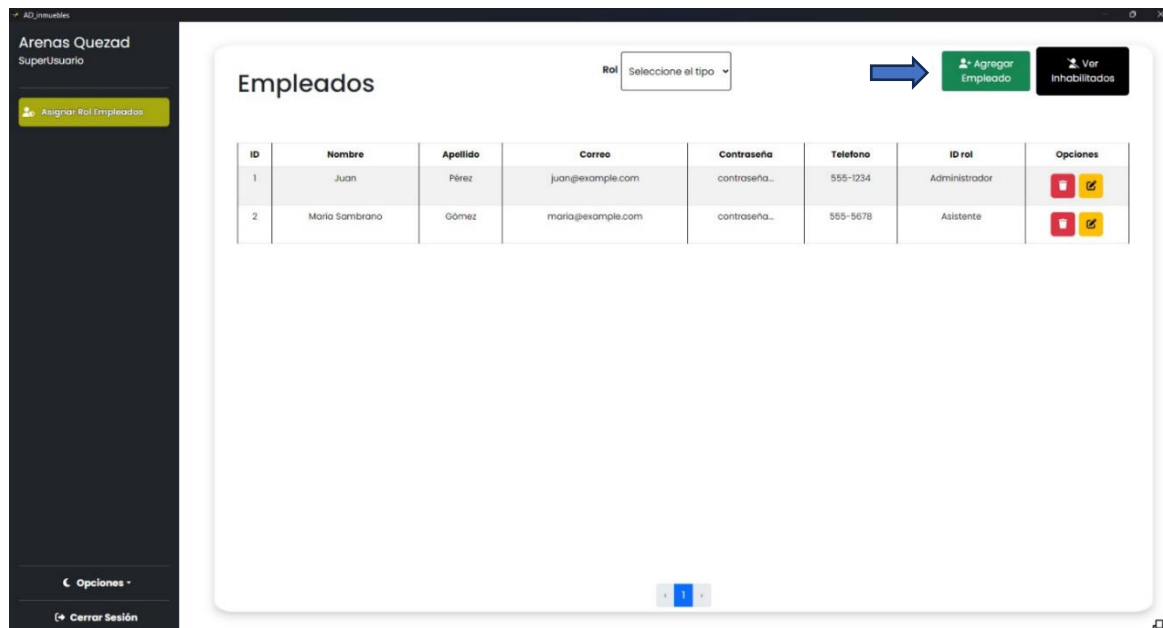 AD_inmuebles
Arenas Quezad
SuperUsuario
Asignar Rol Empleados
Empleados
Rol Seleccione el tipo
Agregar
Empleado
Ver
Inhabilitados
ID Nombre Apellido Correo Contraseña Telefono ID rol Opciones
1 Juan Pérez juan@example.com contraseña... 555-1234 Administrador
2 Maria Sambrano Gómez maria@example.com contraseña... 555-5678 Asistente
‹ 1 ›
Opciones
Cerrar Sesión